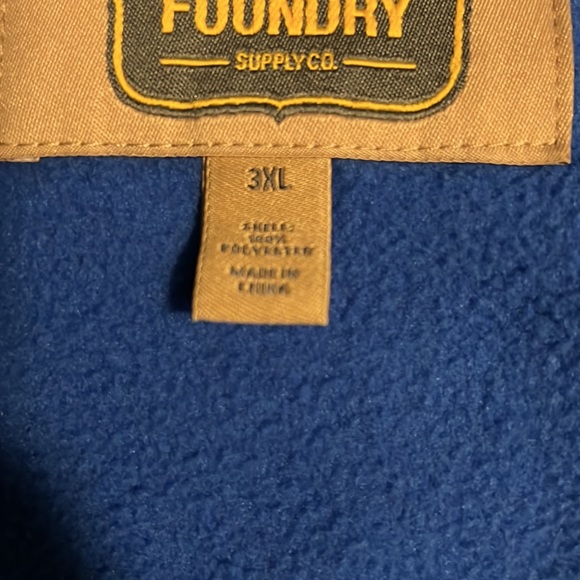 FOUNDRY
SUPPLY CO.
3XL
SHELL:
100%
POLYESTER
MADE IN
CHINA